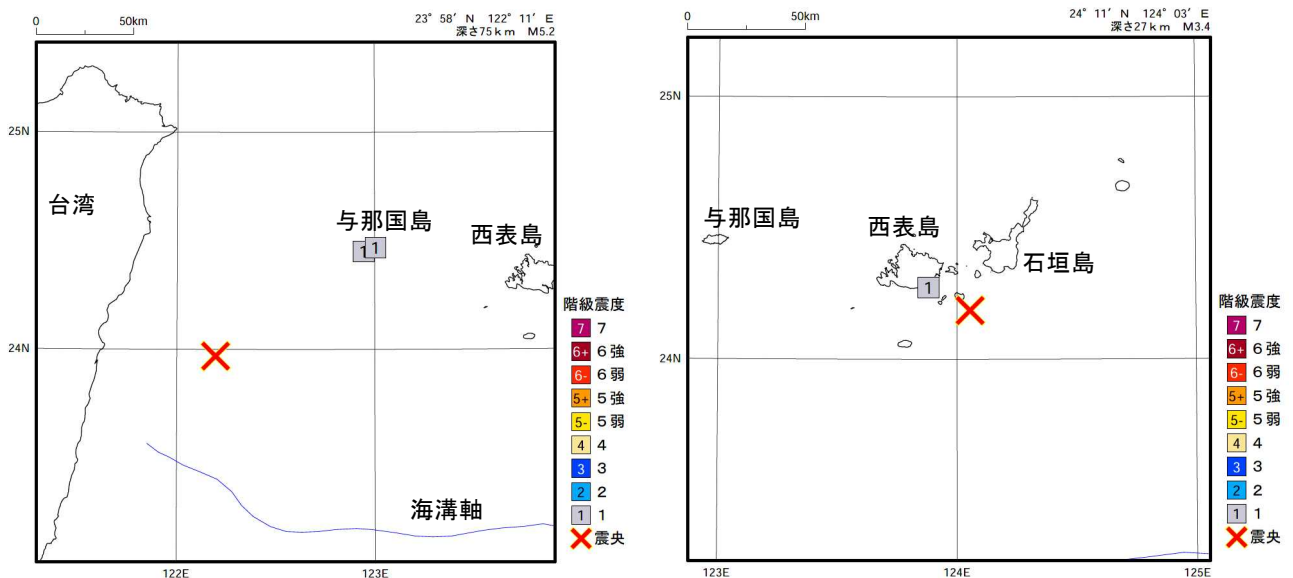 0 50km
23° 58′ N 122° 11′ E
深さ75km M5.2
25N
台湾
与那国島
1 1
西表島
24N
海溝軸
122E 123E
階級震度
7 7
6+ 6強
6- 6弱
5+ 5強
5- 5弱
4 4
3 3
2 2
1 1
震央
0 50km
24° 11′ N 124° 03′ E
深さ27km M3.4
25N
与那国島
西表島
石垣島
1
24N
123E 124E 125E
階級震度
7 7
6+ 6強
6- 6弱
5+ 5強
5- 5弱
4 4
3 3
2 2
1 1
震央